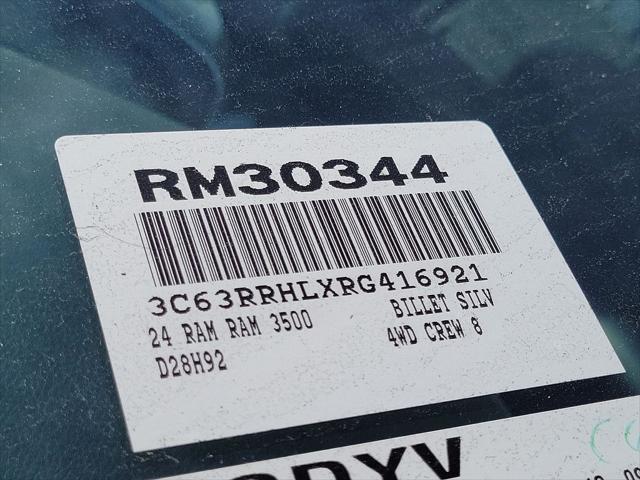 RM30344
3C63RRHLXRG416921
24 RAM RAM 3500 BILLET SILV
D28H92 4WD CREW 8